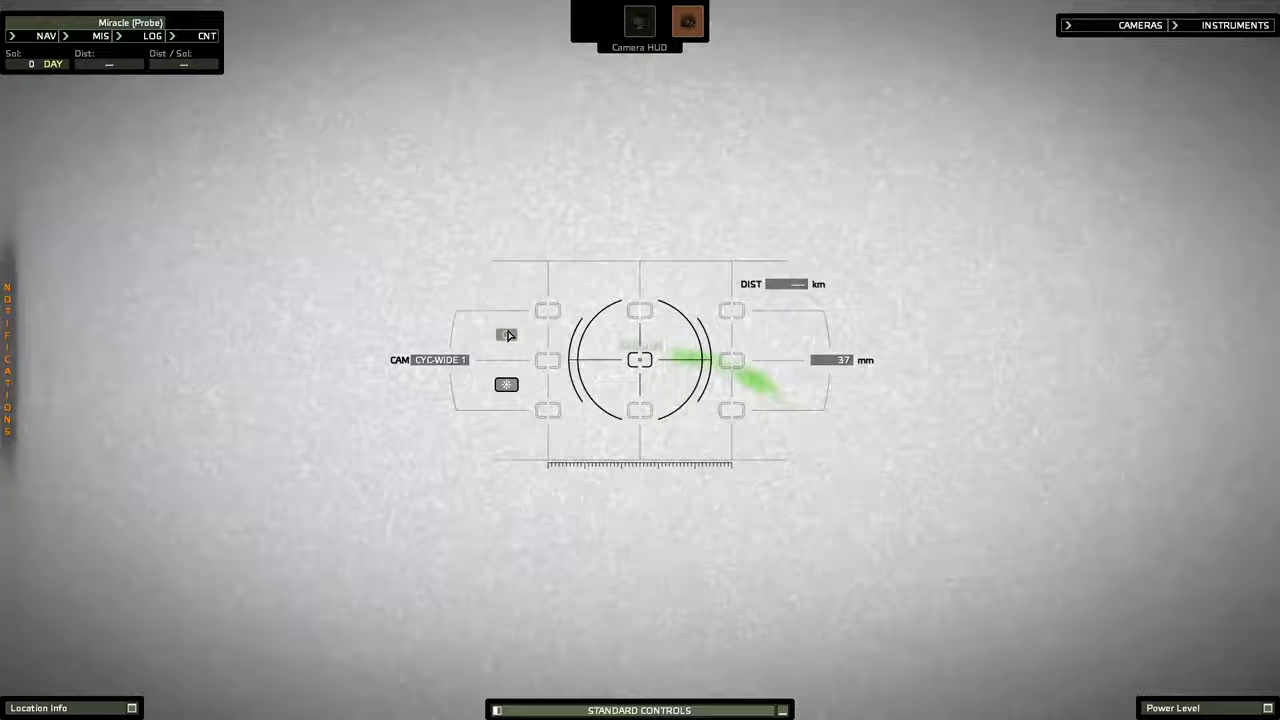 Miracle (Probe)
NAV MIS LOG CNT
Sol: Dist: Dist / Sol:
0 DAY — —
Camera HUD
CAMERAS INSTRUMENTS
NOTIFICATIONS
DIST — km
CAM CYC-WIDE 1
37 mm
Location Info
STANDARD CONTROLS
Power Level